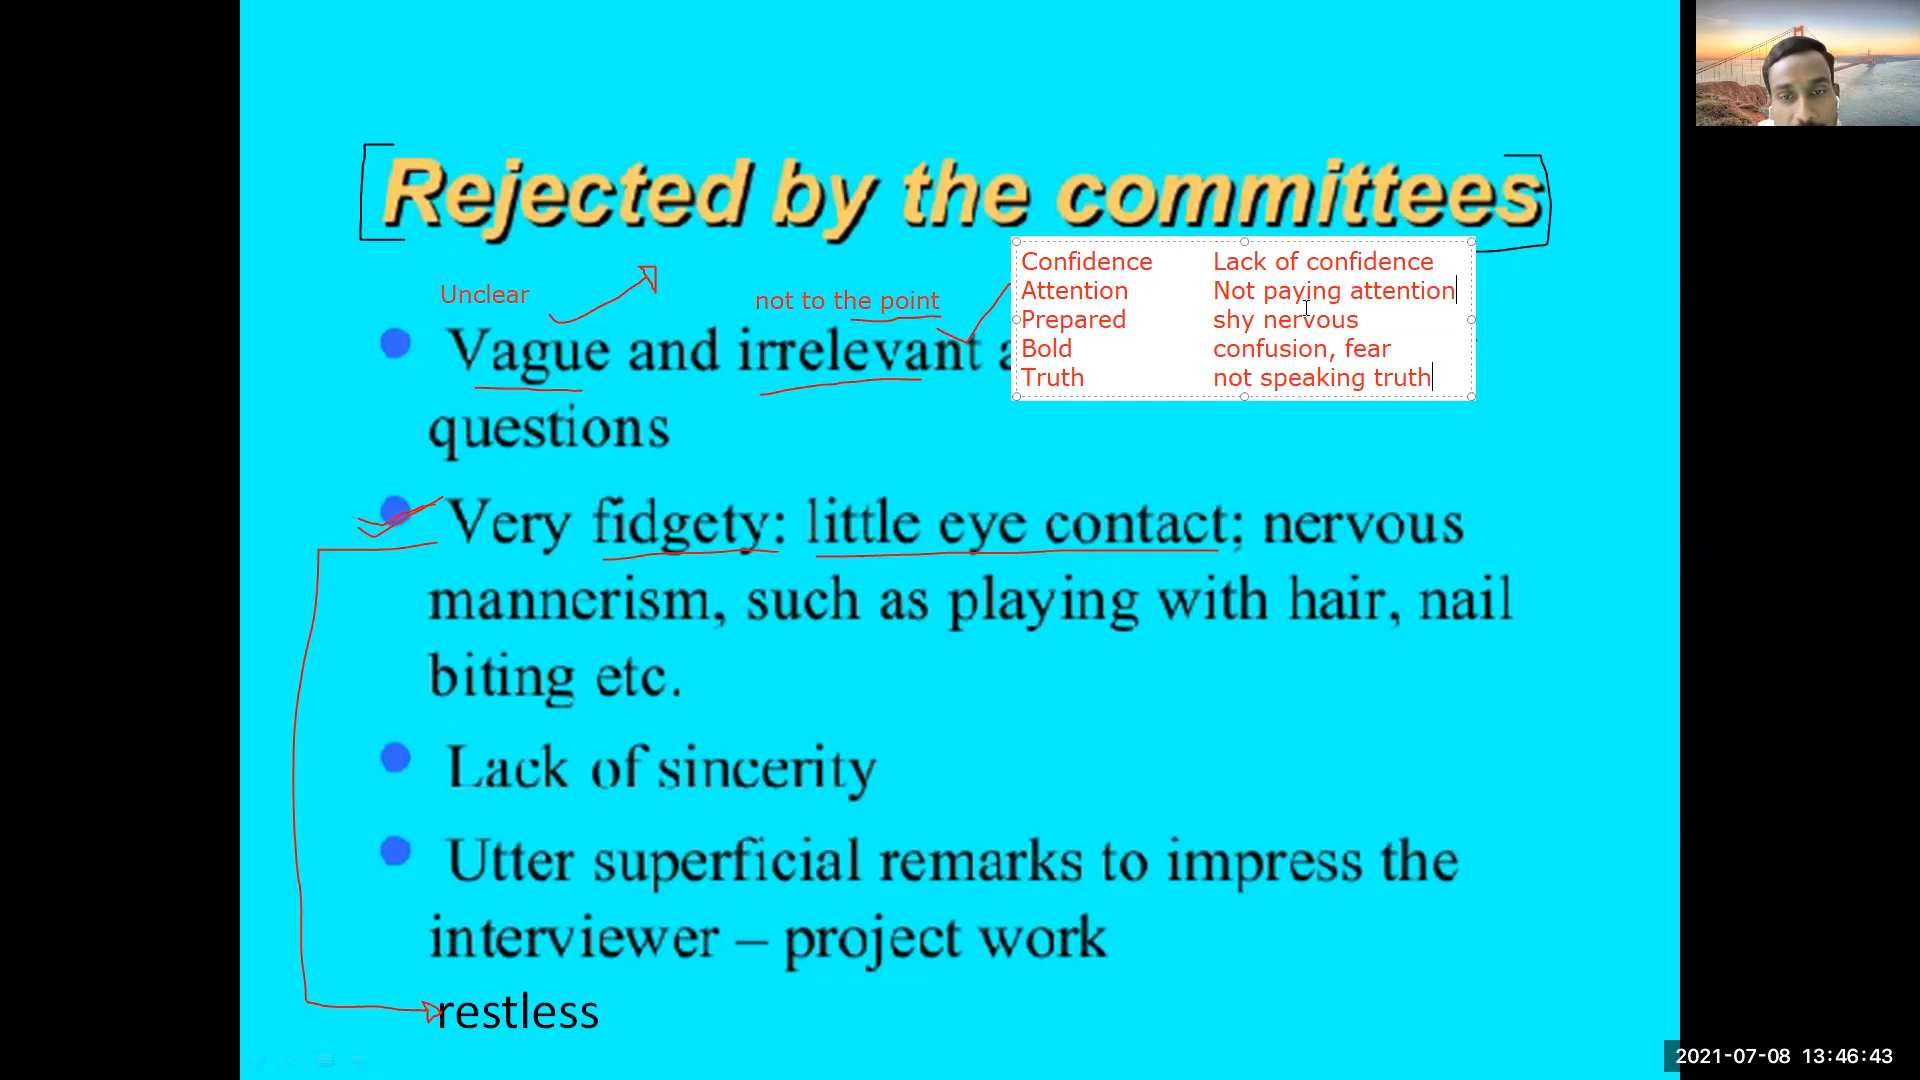 Rejected by the committees
Unclear
not to the point
Confidence Lack of confidence
Attention Not paying attention
Prepared shy nervous
Bold confusion, fear
Truth not speaking truth
Vague and irrelevant
questions
Very fidgety: little eye contact; nervous
mannerism, such as playing with hair, nail
biting etc.
Lack of sincerity
Utter superficial remarks to impress the
interviewer – project work
restless
2021-07-08 13:46:43